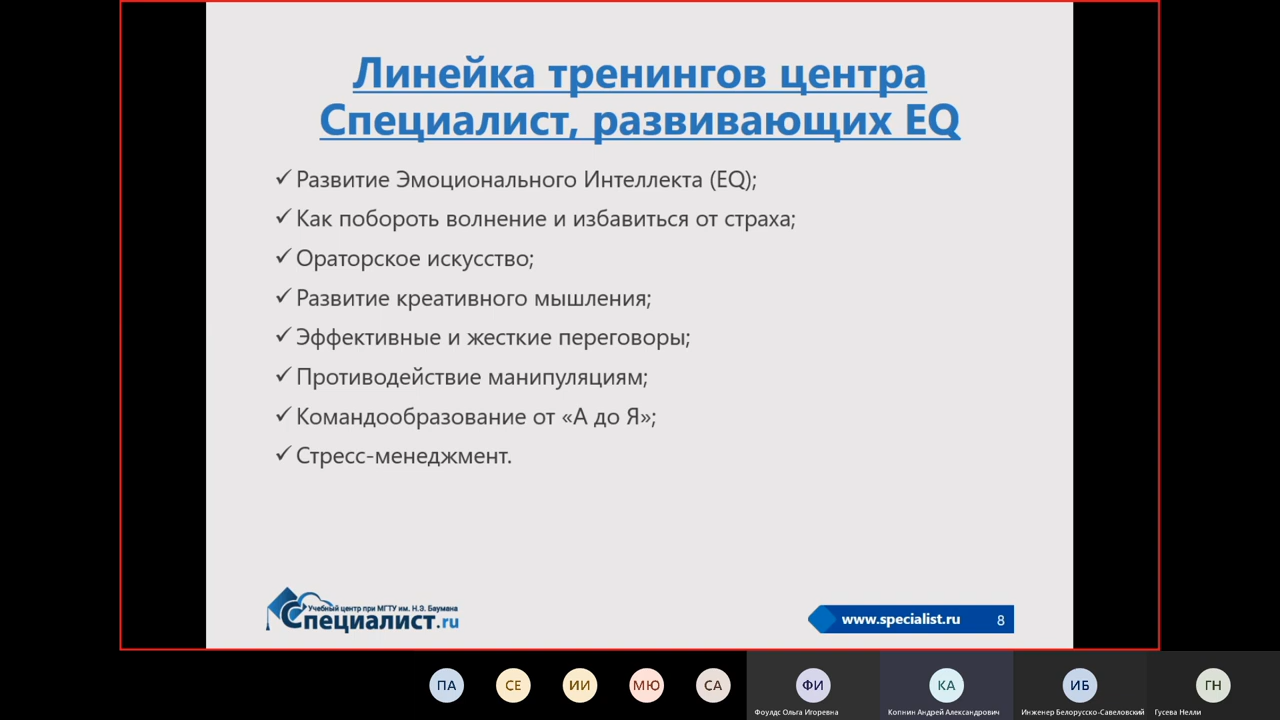 Линейка тренингов центра
Специалист, развивающих EQ
✓ Развитие Эмоционального Интеллекта (EQ);
✓ Как побороть волнение и избавиться от страха;
✓ Ораторское искусство;
✓ Развитие креативного мышления;
✓ Эффективные и жесткие переговоры;
✓ Противодействие манипуляциям;
✓ Командообразование от «А до Я»;
✓ Стресс-менеджмент.
Учебный центр при МГТУ им. Н.Э. Баумана
Специалист.ru
www.specialist.ru 8
ПА СЕ ИИ МЮ СА ФИ КА ИБ ГН
Фоулдс Ольга Игоревна Копнин Андрей Александрович Инженер Белорусско-Савеловский Гусева Нелли